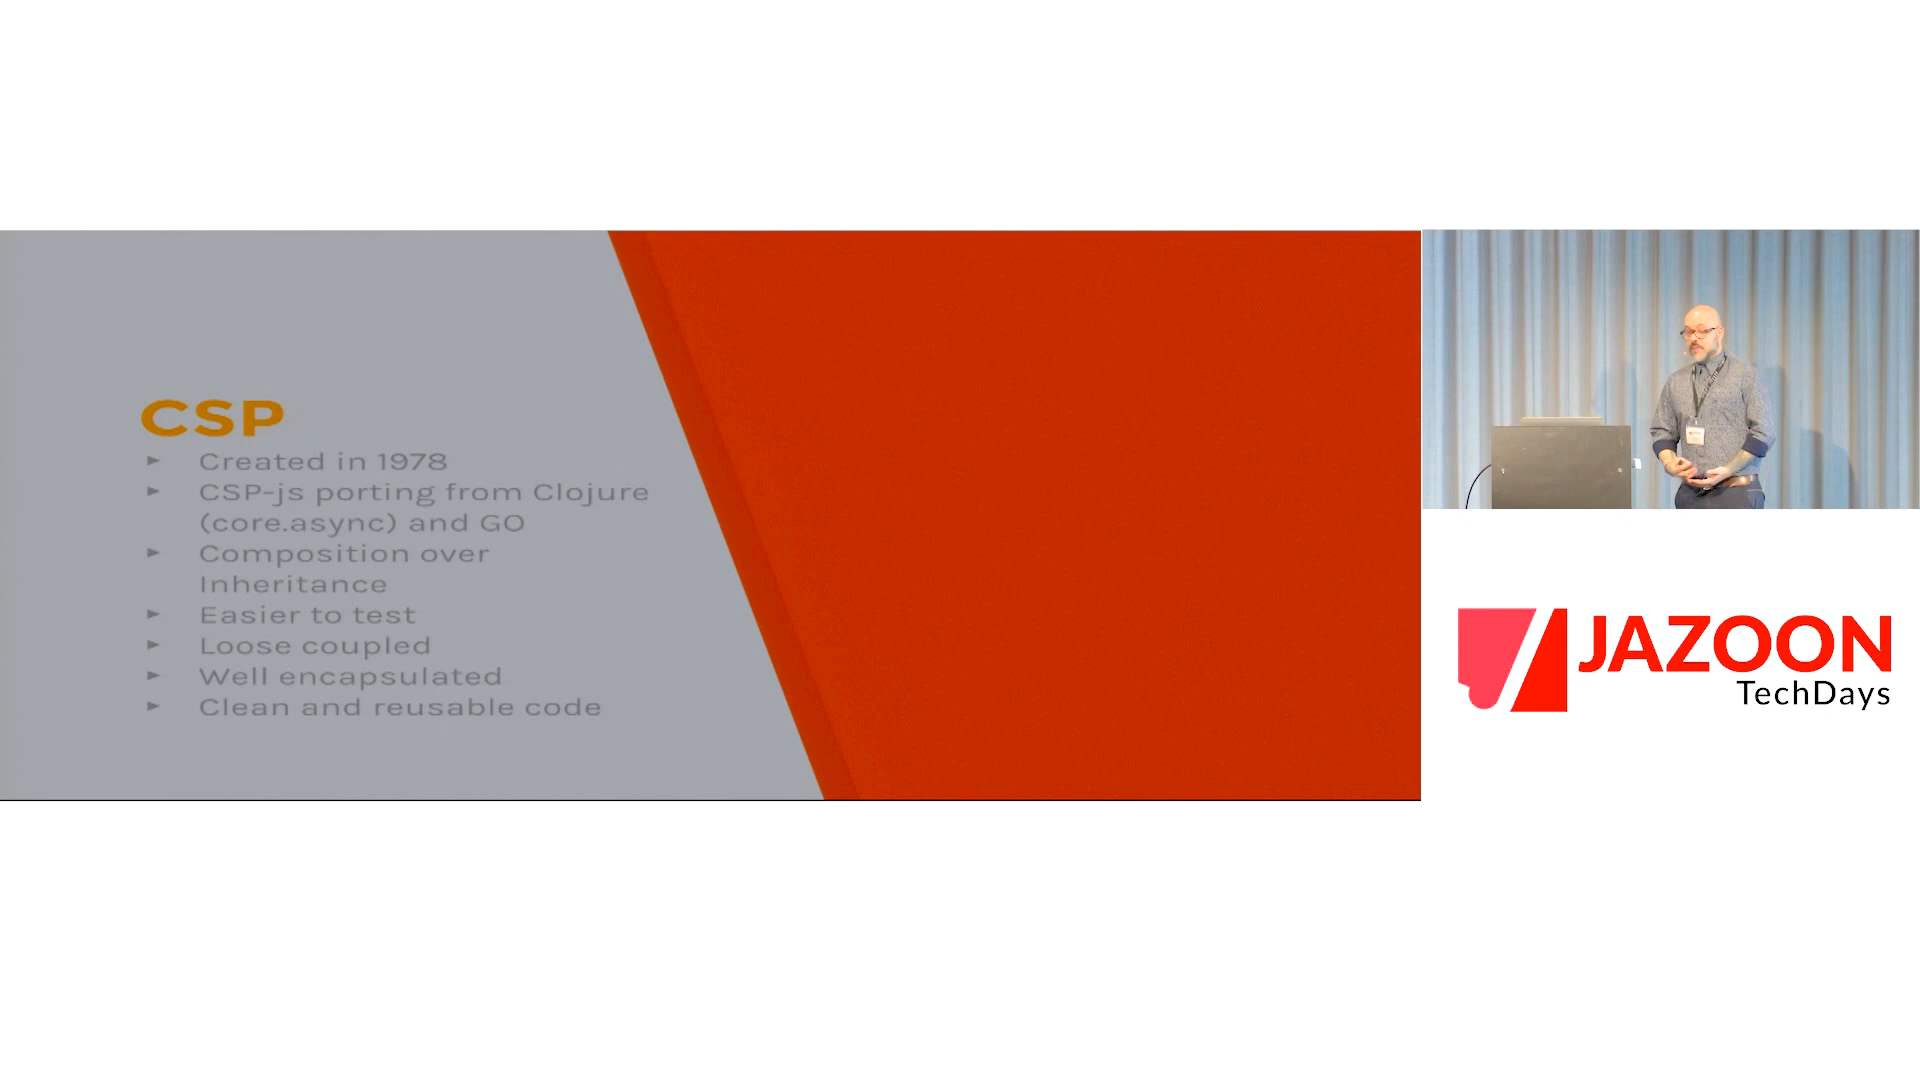 CSP
► Created in 1978
► CSP-js porting from Clojure
(core.async) and GO
► Composition over
Inheritance
► Easier to test
► Loose coupled
► Well encapsulated
► Clean and reusable code
JAZOON
TechDays